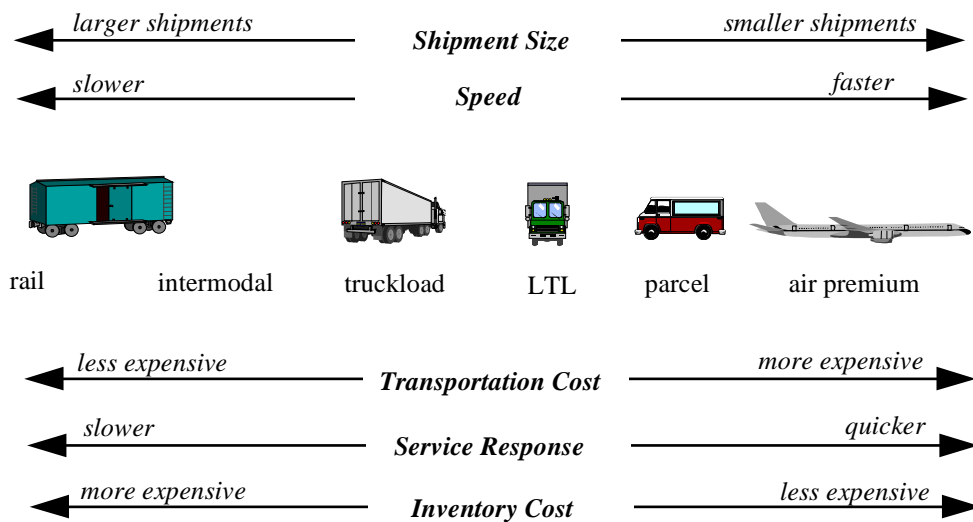 larger shipments Shipment Size smaller shipments
slower Speed faster
rail intermodal truckload LTL parcel air premium
less expensive Transportation Cost more expensive
slower Service Response quicker
more expensive Inventory Cost less expensive